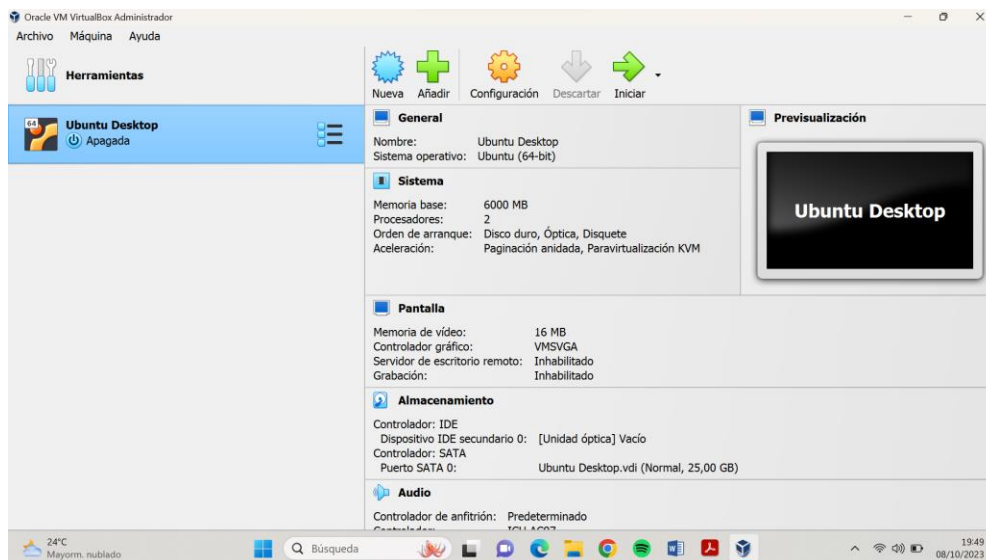 Oracle VM VirtualBox Administrador
Archivo Máquina Ayuda
Herramientas
Nueva Añadir Configuración Descartar Iniciar
64
Ubuntu Desktop
Apagada
General
Nombre: Ubuntu Desktop
Sistema operativo: Ubuntu (64-bit)
Sistema
Memoria base: 6000 MB
Procesadores: 2
Orden de arranque: Disco duro, Óptica, Disquete
Aceleración: Paginación anidada, Paravirtualización KVM
Previsualización
Ubuntu Desktop
Pantalla
Memoria de vídeo: 16 MB
Controlador gráfico: VMSVGA
Servidor de escritorio remoto: Inhabilitado
Grabación: Inhabilitado
Almacenamiento
Controlador: IDE
Dispositivo IDE secundario 0: [Unidad óptica] Vacío
Controlador: SATA
Puerto SATA 0: Ubuntu Desktop.vdi (Normal, 25,00 GB)
Audio
Controlador de anfitrión: Predeterminado
24°C
Mayorm. nublado
Búsqueda
19:49
08/10/2023